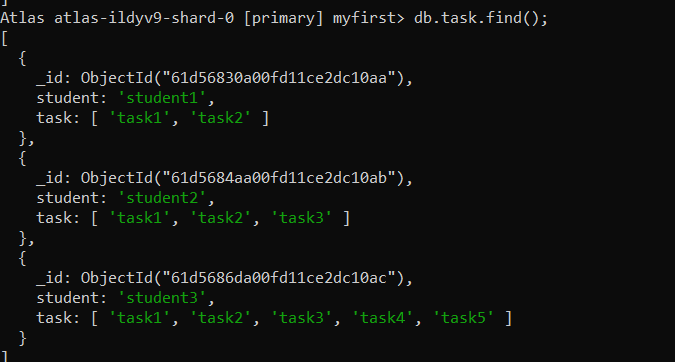 ]
Atlas atlas-ildyv9-shard-0 [primary] myfirst> db.task.find();
[
  {
    _id: ObjectId("61d56830a00fd11ce2dc10aa"),
    student: 'student1',
    task: [ 'task1', 'task2' ]
  },
  {
    _id: ObjectId("61d5684aa00fd11ce2dc10ab"),
    student: 'student2',
    task: [ 'task1', 'task2', 'task3' ]
  },
  {
    _id: ObjectId("61d5686da00fd11ce2dc10ac"),
    student: 'student3',
    task: [ 'task1', 'task2', 'task3', 'task4', 'task5' ]
  }
]